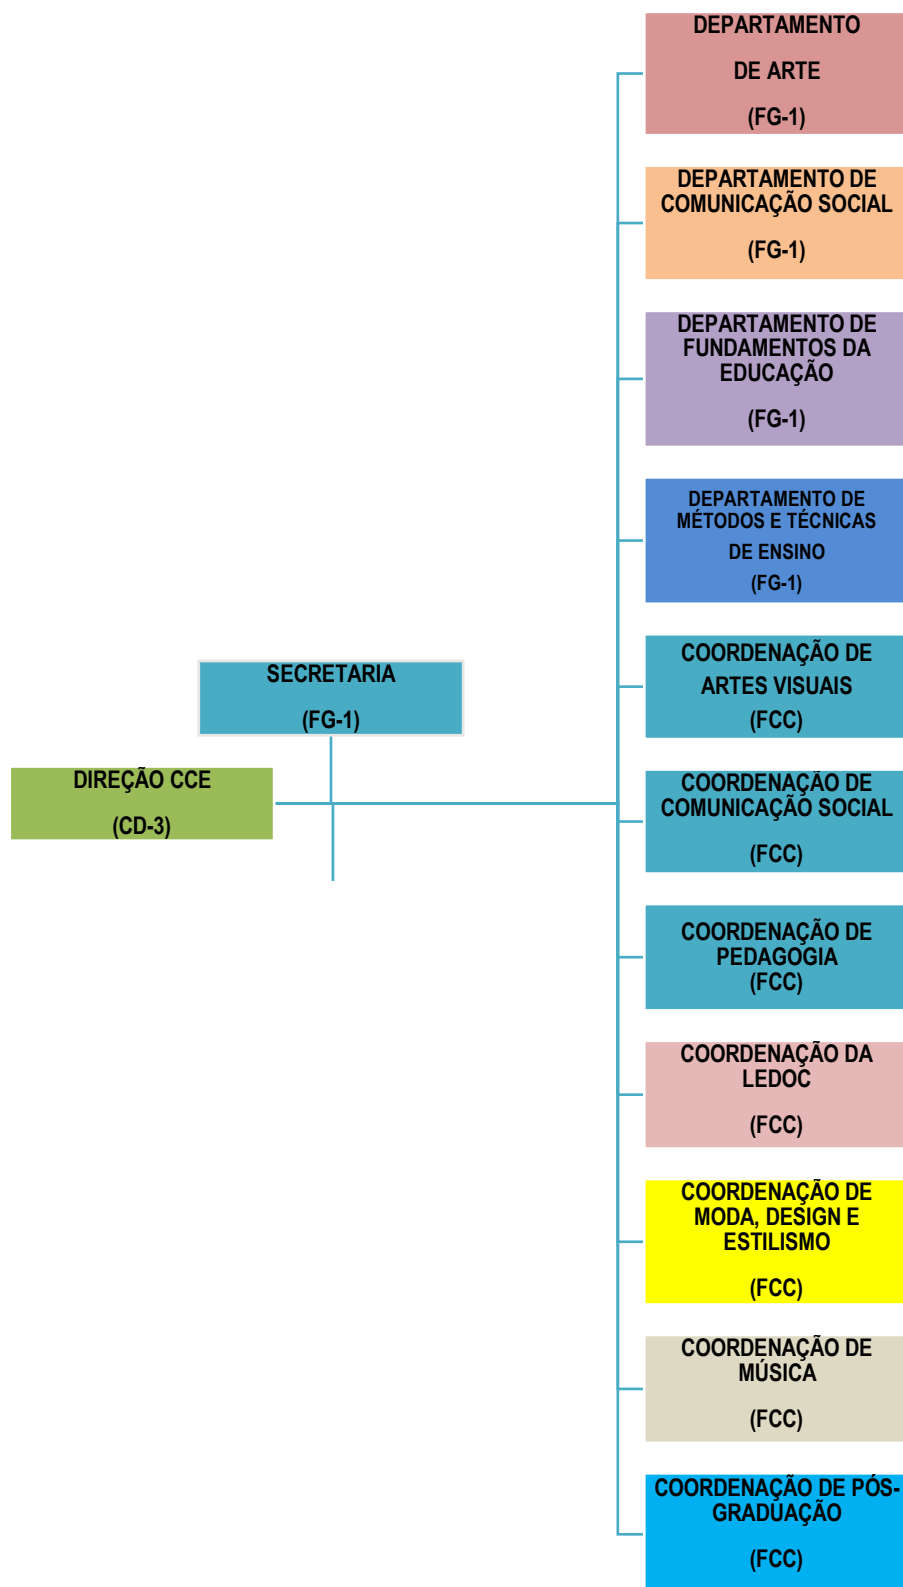 DEPARTAMENTO
DE ARTE
(FG-1)
DEPARTAMENTO DE
COMUNICAÇÃO SOCIAL
(FG-1)
DEPARTAMENTO DE
FUNDAMENTOS DA
EDUCAÇÃO
(FG-1)
DEPARTAMENTO DE
MÉTODOS E TÉCNICAS
DE ENSINO
(FG-1)
SECRETARIA
(FG-1)
DIREÇÃO CCE
(CD-3)
COORDENAÇÃO DE
ARTES VISUAIS
(FCC)
COORDENAÇÃO DE
COMUNICAÇÃO SOCIAL
(FCC)
COORDENAÇÃO DE
PEDAGOGIA
(FCC)
COORDENAÇÃO DA
LEDOC
(FCC)
COORDENAÇÃO DE
MODA, DESIGN E
ESTILISMO
(FCC)
COORDENAÇÃO DE
MÚSICA
(FCC)
COORDENAÇÃO DE PÓS-
GRADUAÇÃO
(FCC)